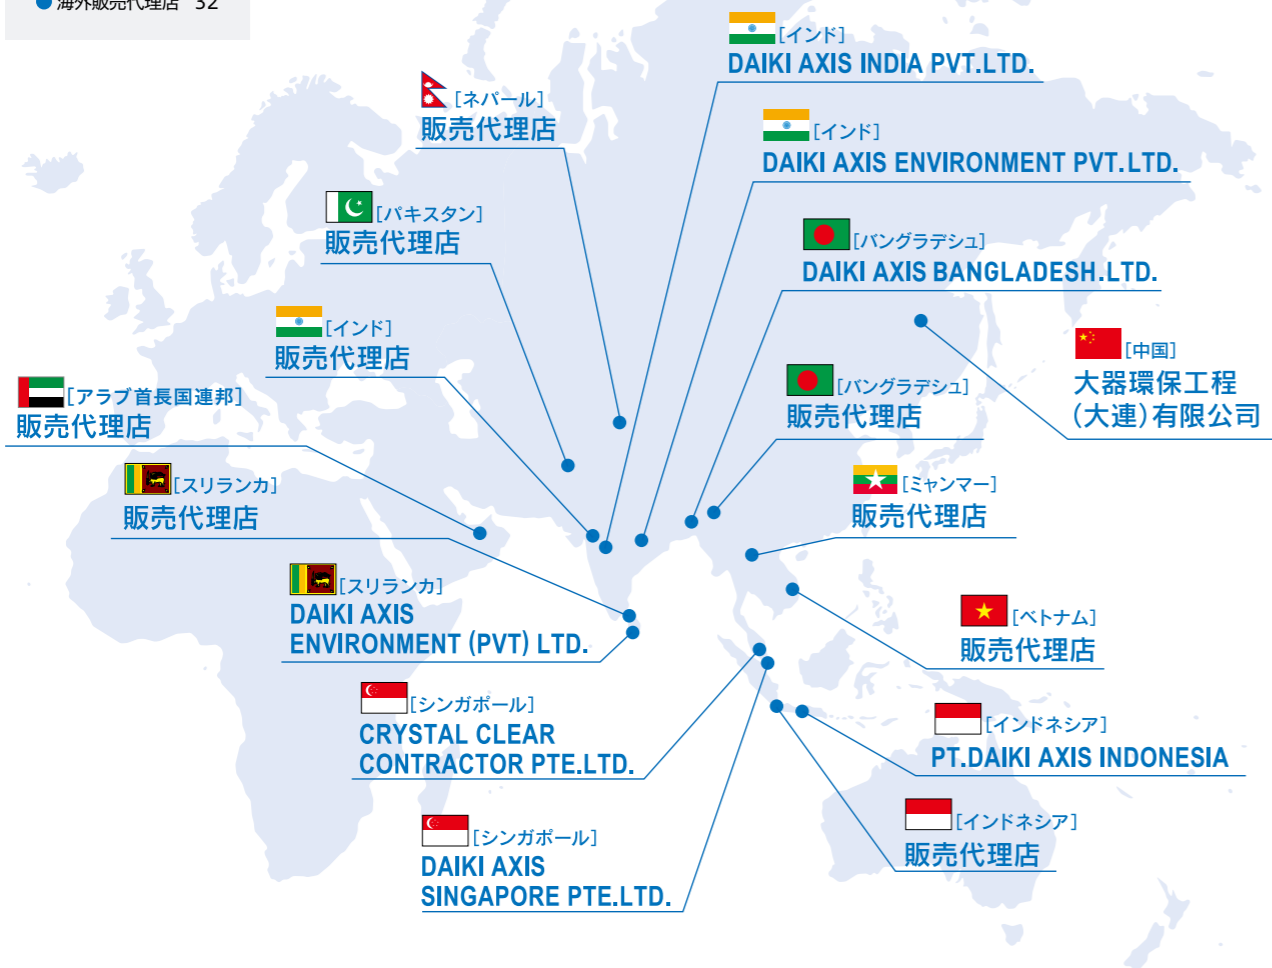 海外販売代理店 32
[インド]
DAIKI AXIS INDIA PVT.LTD.
[ネパール]
販売代理店
[インド]
DAIKI AXIS ENVIRONMENT PVT.LTD.
[パキスタン]
販売代理店
[バングラデシュ]
DAIKI AXIS BANGLADESH.LTD.
[インド]
販売代理店
[中国]
大器環保工程
(大連)有限公司
[アラブ首長国連邦]
販売代理店
[バングラデシュ]
販売代理店
[スリランカ]
販売代理店
[ミャンマー]
販売代理店
[スリランカ]
DAIKI AXIS
ENVIRONMENT (PVT) LTD.
[ベトナム]
販売代理店
[シンガポール]
CRYSTAL CLEAR
CONTRACTOR PTE.LTD.
[インドネシア]
PT.DAIKI AXIS INDONESIA
[シンガポール]
DAIKI AXIS
SINGAPORE PTE.LTD.
[インドネシア]
販売代理店